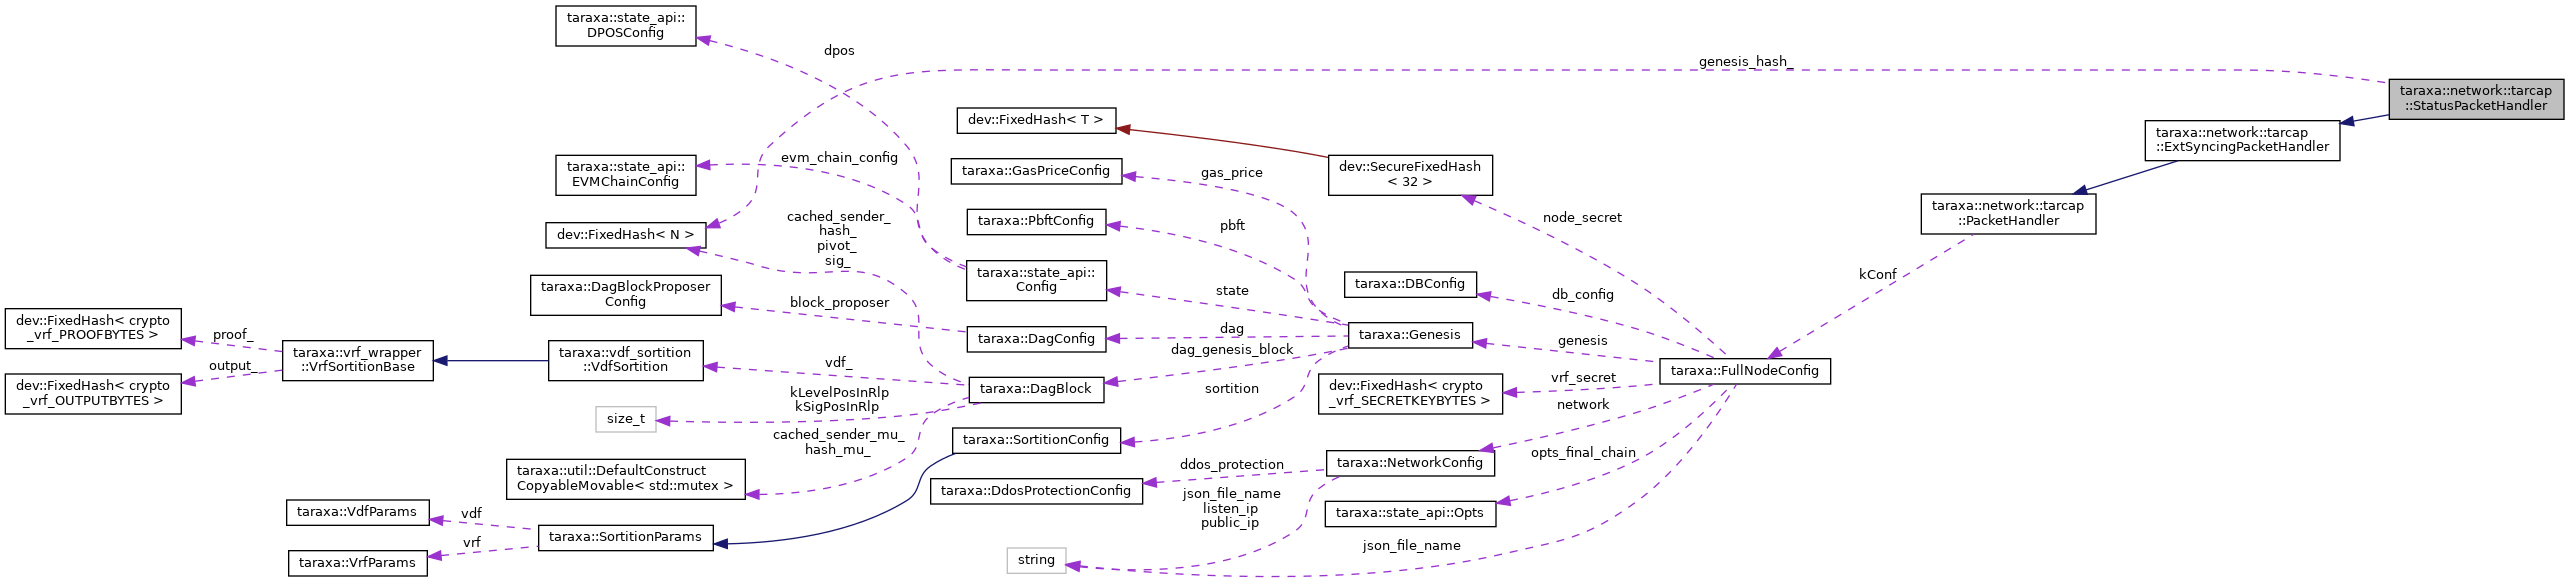 taraxa::state_api::
DPOSConfig
dpos
genesis_hash_
taraxa::network::tarcap
::StatusPacketHandler
dev::FixedHash< T >
taraxa::network::tarcap
::ExtSyncingPacketHandler
taraxa::state_api::
EVMChainConfig
evm_chain_config
taraxa::GasPriceConfig
gas_price
dev::SecureFixedHash
< 32 >
taraxa::network::tarcap
::PacketHandler
dev::FixedHash< N >
cached_sender_
hash_
pivot_
sig_
taraxa::PbftConfig
pbft
node_secret
taraxa::state_api::
Config
state
taraxa::DBConfig
db_config
kConf
taraxa::DagBlockProposer
Config
block_proposer
taraxa::DagConfig
dag
taraxa::Genesis
genesis
dev::FixedHash< crypto
_vrf_PROOFBYTES >
proof_
dev::FixedHash< crypto
_vrf_OUTPUTBYTES >
output_
taraxa::vrf_wrapper
::VrfSortitionBase
taraxa::vdf_sortition
::VdfSortition
vdf_
dag_genesis_block
taraxa::DagBlock
taraxa::FullNodeConfig
dev::FixedHash< crypto
_vrf_SECRETKEYBYTES >
vrf_secret
size_t
kLevelPosInRlp
kSigPosInRlp
sortition
network
cached_sender_mu_
hash_mu_
taraxa::SortitionConfig
taraxa::util::DefaultConstruct
CopyableMovable< std::mutex >
taraxa::DdosProtectionConfig
ddos_protection
taraxa::NetworkConfig
opts_final_chain
json_file_name
listen_ip
public_ip
taraxa::state_api::Opts
taraxa::VdfParams
vdf
taraxa::VrfParams
vrf
taraxa::SortitionParams
string
json_file_name